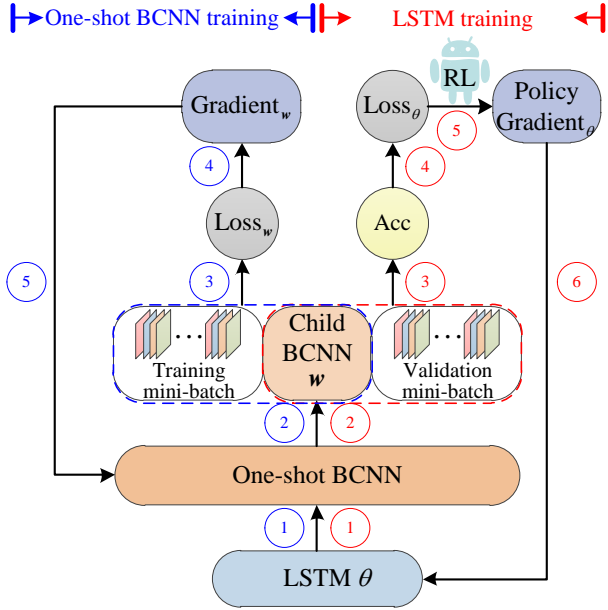 One-shot BCNN training
LSTM training
Gradient_w
Loss_θ
RL
Policy
Gradient_θ
5
4
4
Loss_w
Acc
5
3
3
6
Training
mini-batch
Child
BCNN
w
Validation
mini-batch
2
2
One-shot BCNN
1
1
LSTM θ